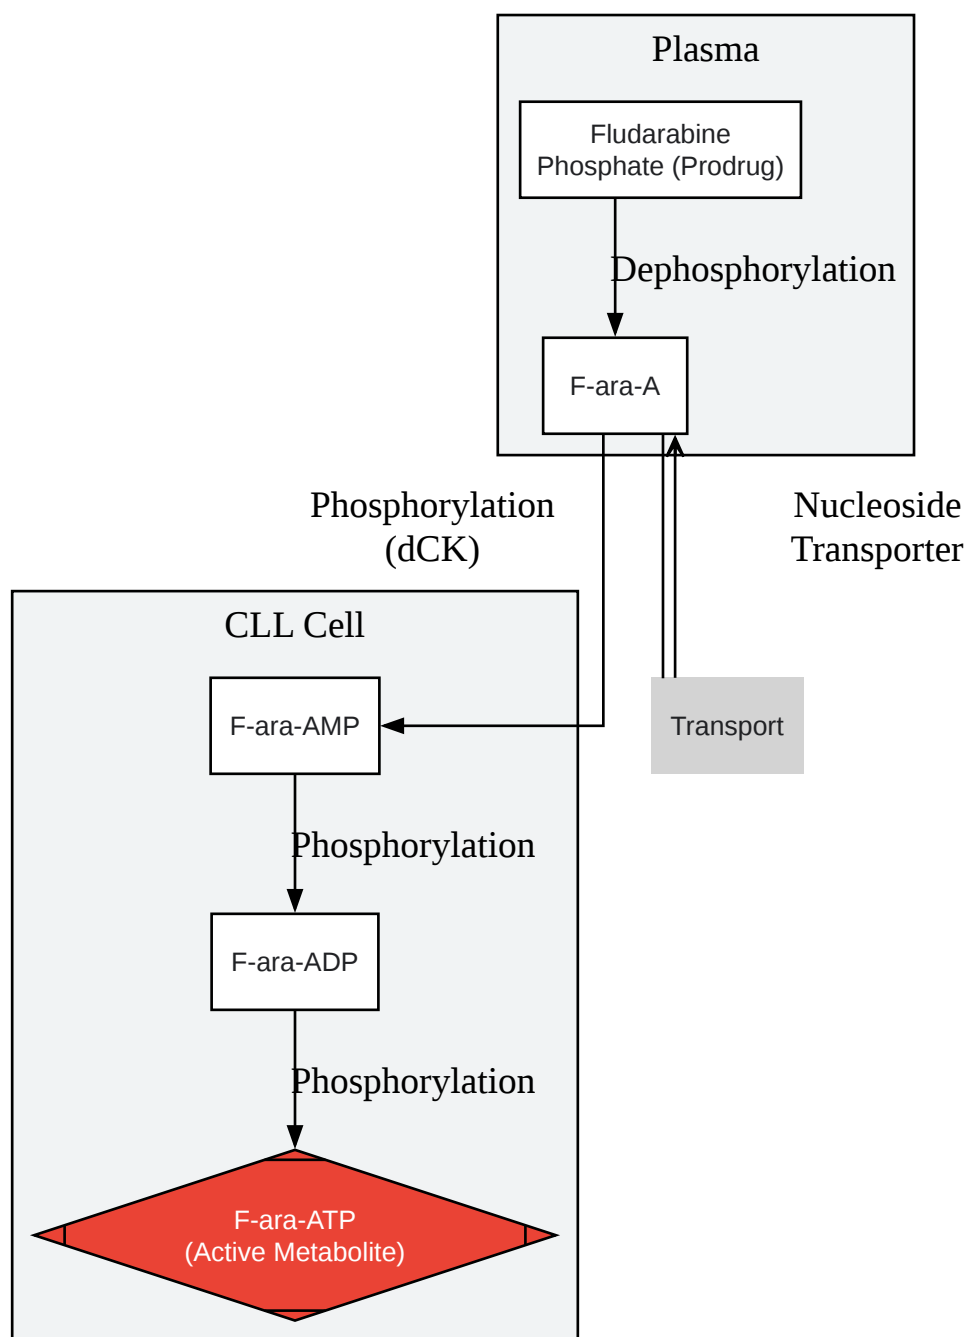 Plasma
Fludarabine
Phosphate (Prodrug)
Dephosphorylation
F-ara-A
Phosphorylation
(dCK)
Nucleoside
Transporter
CLL Cell
F-ara-AMP
Transport
Phosphorylation
F-ara-ADP
Phosphorylation
F-ara-ATP
(Active Metabolite)